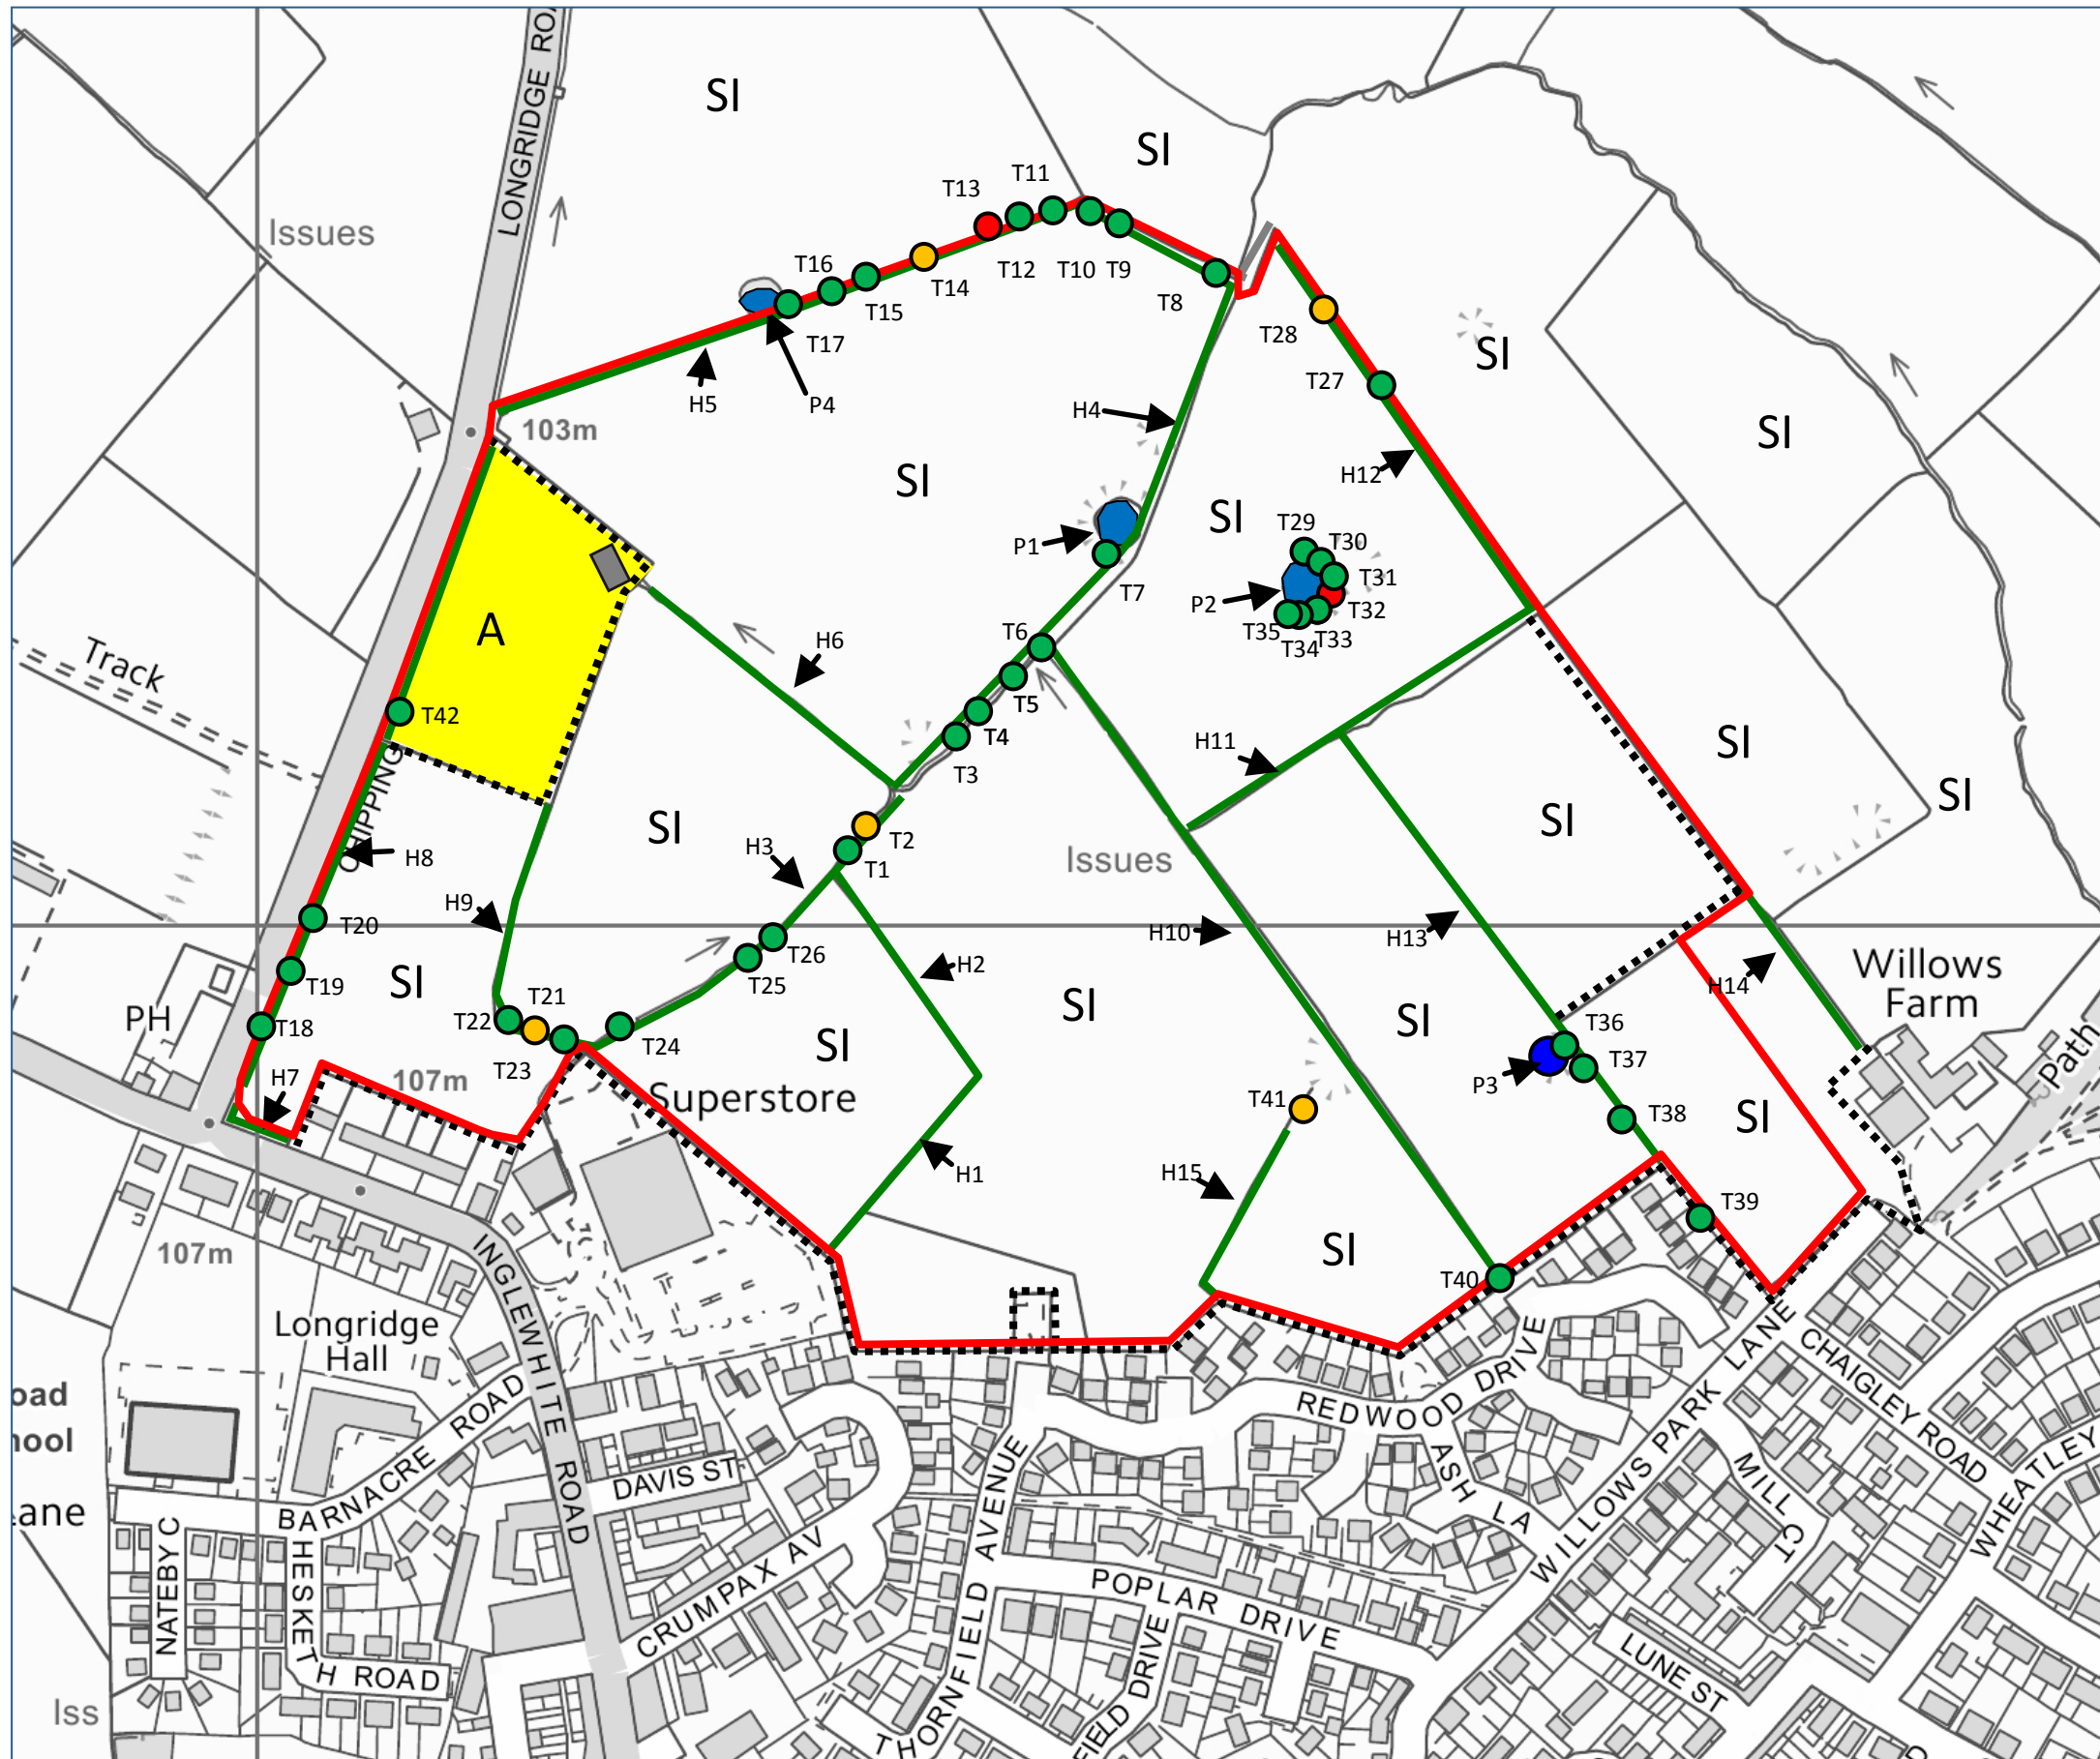 LONGRIDGE ROA
SI
SI
T11
T13
Issues
T16
T12
T10
T9
T14
T8
T15
T17
T28
SI
T27
H5
P4
H4
103m
SI
H12
SI
SI
T29
T30
P1
T31
T7
P2
T32
T35
T33
T34
A
T6
H6
Track
T5
T42
T4
H11
SI
T3
CHIPPING
SI
SI
SI
T2
H3
H8
Issues
T1
H9
T20
H10
H13
T26
H2
Willows
Farm
T25
SI
T19
H14
SI
T21
PH
T22
T18
SI
SI
T36
T24
T23
T37
Path
H7
107m
P3
Superstore
T41
T38
SI
H1
H15
T39
107m
SI
T40
Longridge
Hall
INGLEWHITE ROAD
REDWOOD DRIVE
WILLOWS PARK LANE
CHAIGLEY ROAD
oad
hool
BARNACRE ROAD
ASH LA
MILL CT
WHEATLEY
DAVIS ST
THORNFIELD AVENUE
Lane
NATEBY C
HESKETH ROAD
CRUMPAX AV
POPLAR DRIVE
FIELD DRIVE
LUNE ST
Iss